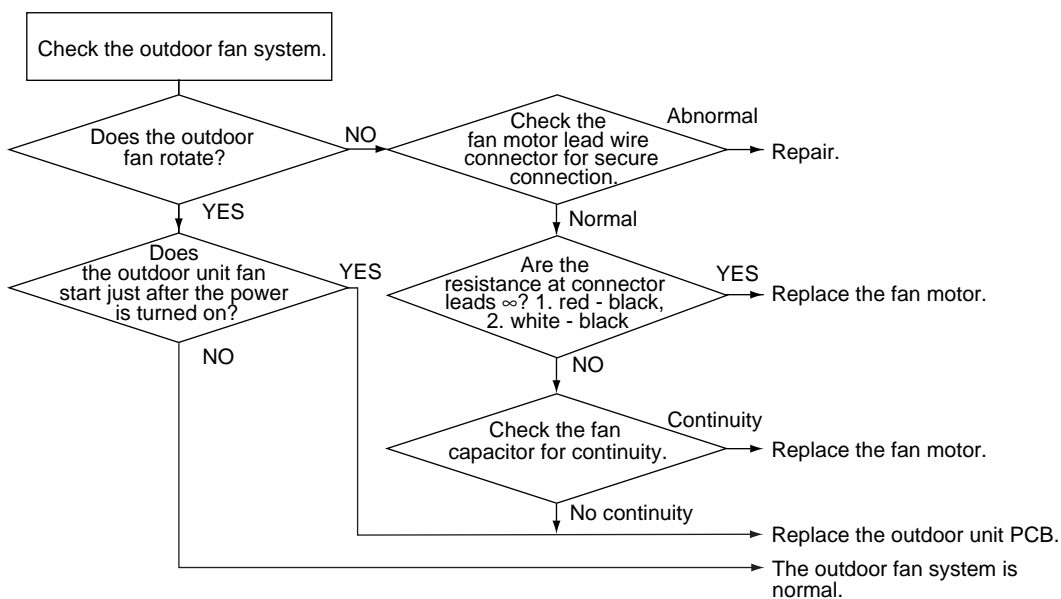 Check the outdoor fan system.
Does the outdoor
fan rotate?
NO
Check the
fan motor lead wire
connector for secure
connection.
Abnormal
Repair.
YES
Normal
Does
the outdoor unit fan
start just after the power
is turned on?
YES
Are the
resistance at connector
leads ∞? 1. red - black,
2. white - black
YES
Replace the fan motor.
NO
NO
Check the fan
capacitor for continuity.
Continuity
Replace the fan motor.
No continuity
Replace the outdoor unit PCB.
The outdoor fan system is
normal.